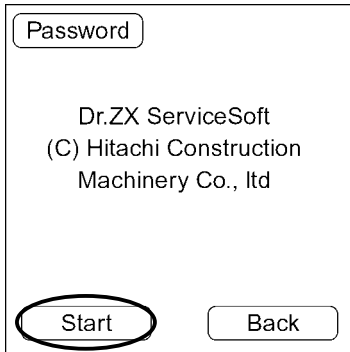 Password
Dr.ZX ServiceSoft
(C) Hitachi Construction
Machinery Co., ltd
Start
Back